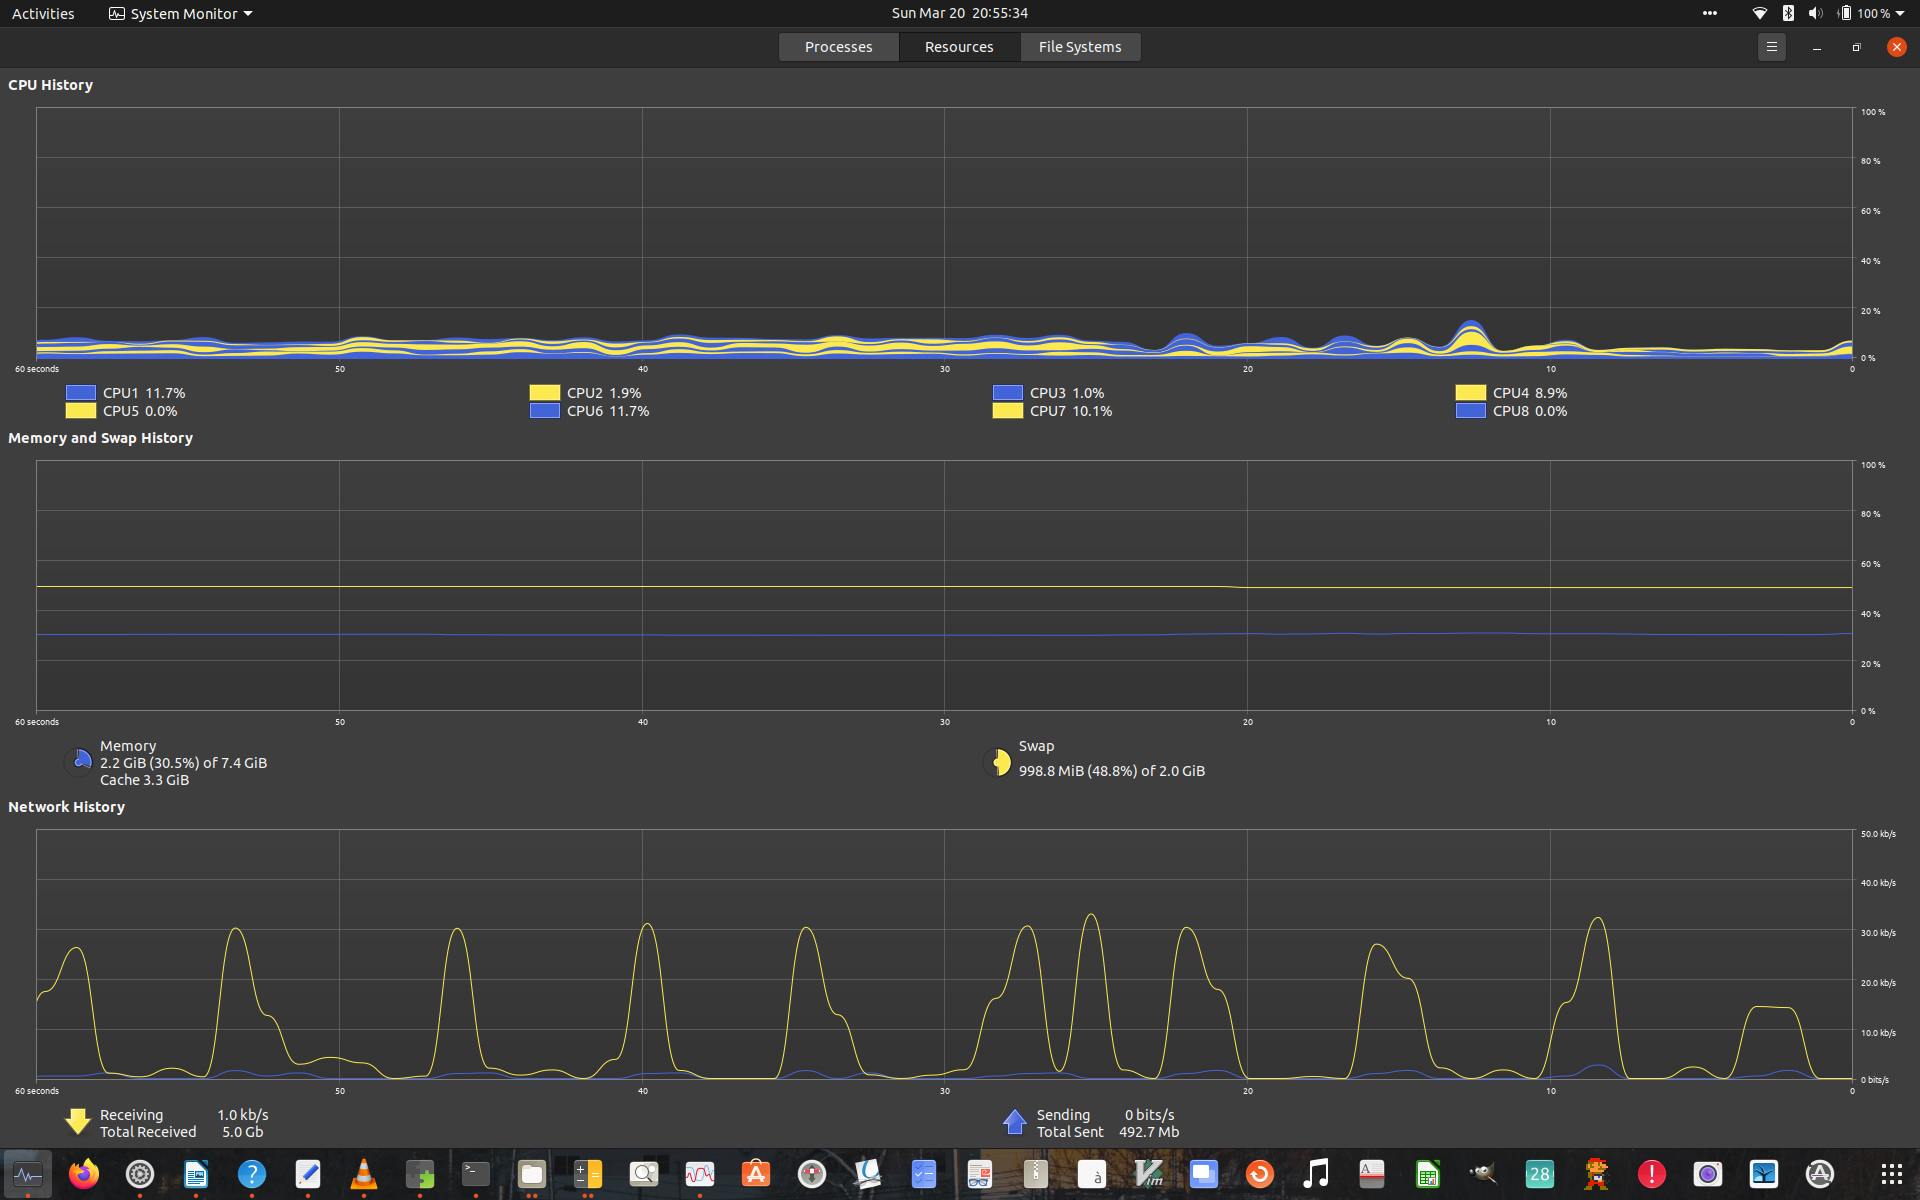 Activities System Monitor Sun Mar 20 20:55:34 100 %
Processes Resources File Systems
CPU History
100 %
80 %
60 %
40 %
20 %
0 %
60 seconds 50 40 30 20 10 0
CPU1 11.7% CPU2 1.9% CPU3 1.0% CPU4 8.9%
CPU5 0.0% CPU6 11.7% CPU7 10.1% CPU8 0.0%
Memory and Swap History
100 %
80 %
60 %
40 %
20 %
0 %
60 seconds 50 40 30 20 10 0
Memory
2.2 GiB (30.5%) of 7.4 GiB
Cache 3.3 GiB
Swap
998.8 MiB (48.8%) of 2.0 GiB
Network History
50.0 kb/s
40.0 kb/s
30.0 kb/s
20.0 kb/s
10.0 kb/s
0 bits/s
60 seconds 50 40 30 20 10 0
Receiving 1.0 kb/s Sending 0 bits/s
Total Received 5.0 Gb Total Sent 492.7 Mb
? >_ à Vim A 28 !